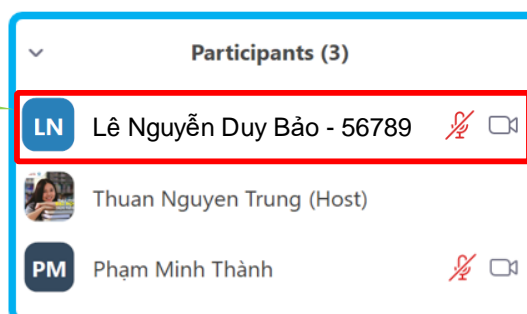 Participants (3)
LN Lê Nguyễn Duy Bảo - 56789
Thuan Nguyen Trung (Host)
PM Phạm Minh Thành